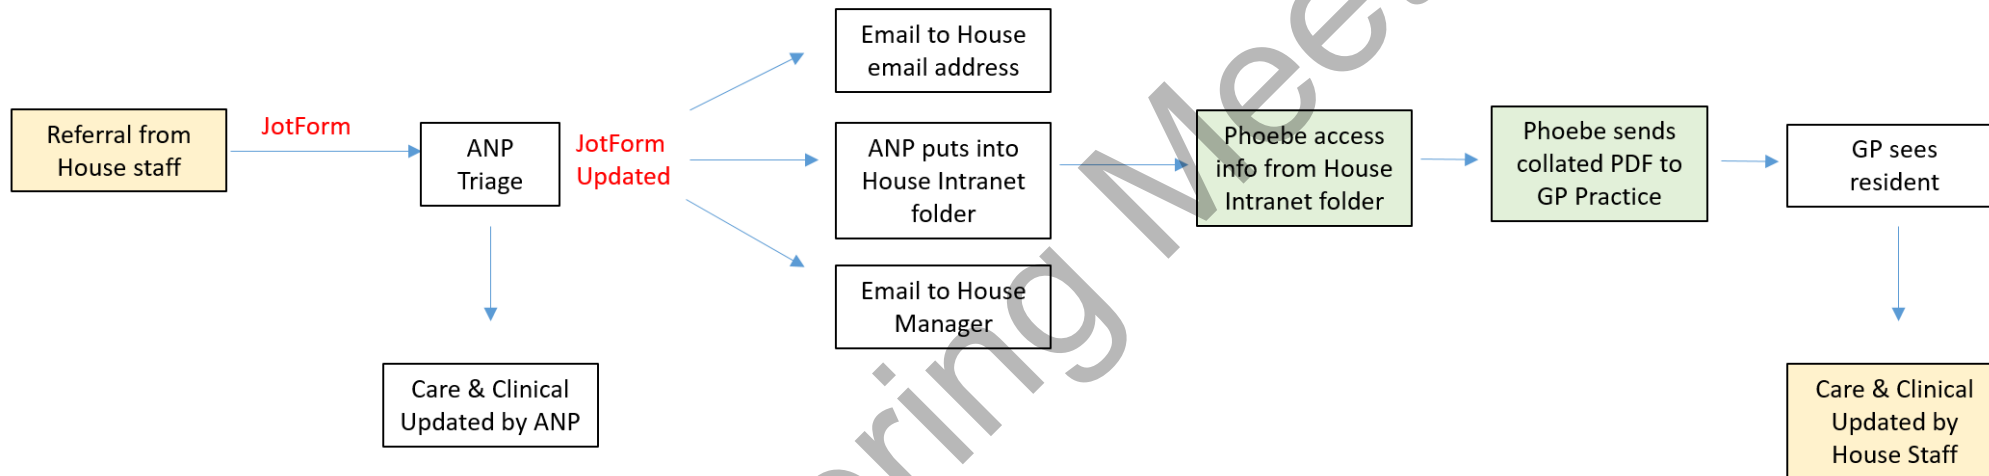 Referral from
House staff
JotForm
ANP
Triage
JotForm
Updated
Care & Clinical
Updated by ANP
Email to House
email address
ANP puts into
House Intranet
folder
Email to House
Manager
Phoebe access
info from House
Intranet folder
Phoebe sends
collated PDF to
GP Practice
GP sees
resident
Care & Clinical
Updated by
House Staff
ering Mee